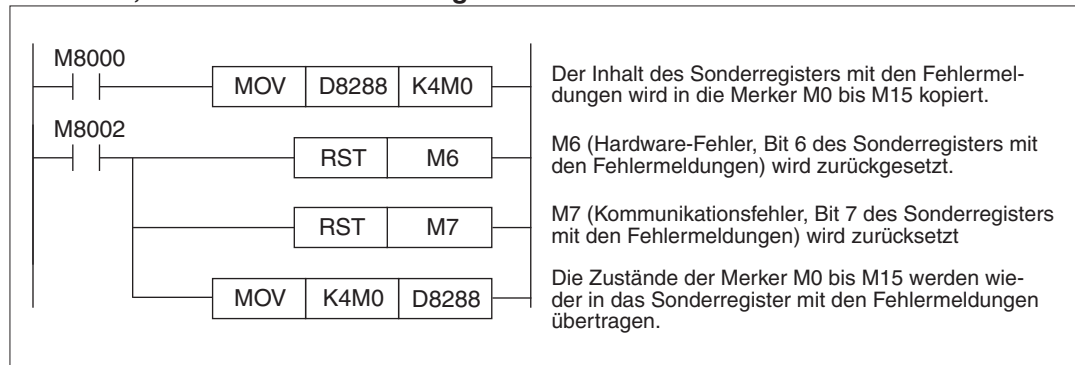 M8000
MOV D8288 K4M0
Der Inhalt des Sonderregisters mit den Fehlermel-
dungen wird in die Merker M0 bis M15 kopiert.
M8002
RST M6
M6 (Hardware-Fehler, Bit 6 des Sonderregisters mit
den Fehlermeldungen) wird zurückgesetzt.
RST M7
M7 (Kommunikationsfehler, Bit 7 des Sonderregisters
mit den Fehlermeldungen) wird zurücksetzt
MOV K4M0 D8288
Die Zustände der Merker M0 bis M15 werden wie-
der in das Sonderregister mit den Fehlermeldungen
übertragen.